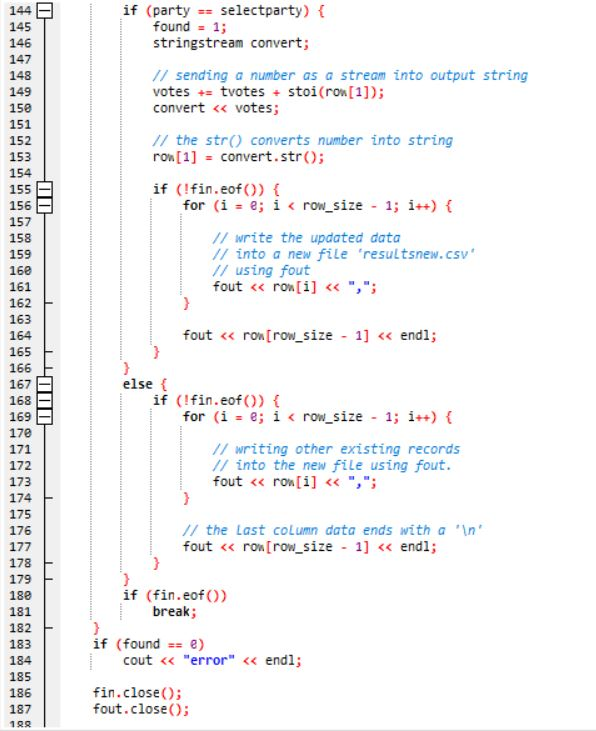 144 if (party == selectparty) {
145 found = 1;
146 stringstream convert;
147
148 // sending a number as a stream into output string
149 votes += tvotes + stoi(row[1]);
150 convert << votes;
151
152 // the str() converts number into string
153 row[1] = convert.str();
154
155 if (!fin.eof()) {
156 for (i = 0; i < row_size - 1; i++) {
157
158 // write the updated data
159 // into a new file 'resultsnew.csv'
160 // using fout
161 fout << row[i] << ",";
162 }
163
164 fout << row[row_size - 1] << endl;
165 }
166 }
167 else {
168 if (!fin.eof()) {
169 for (i = 0; i < row_size - 1; i++) {
170
171 // writing other existing records
172 // into the new file using fout.
173 fout << row[i] << ",";
174 }
175
176 // the last column data ends with a '\n'
177 fout << row[row_size - 1] << endl;
178 }
179 }
180 if (fin.eof())
181 break;
182 }
183 if (found == 0)
184 cout << "error" << endl;
185
186 fin.close();
187 fout.close();
188